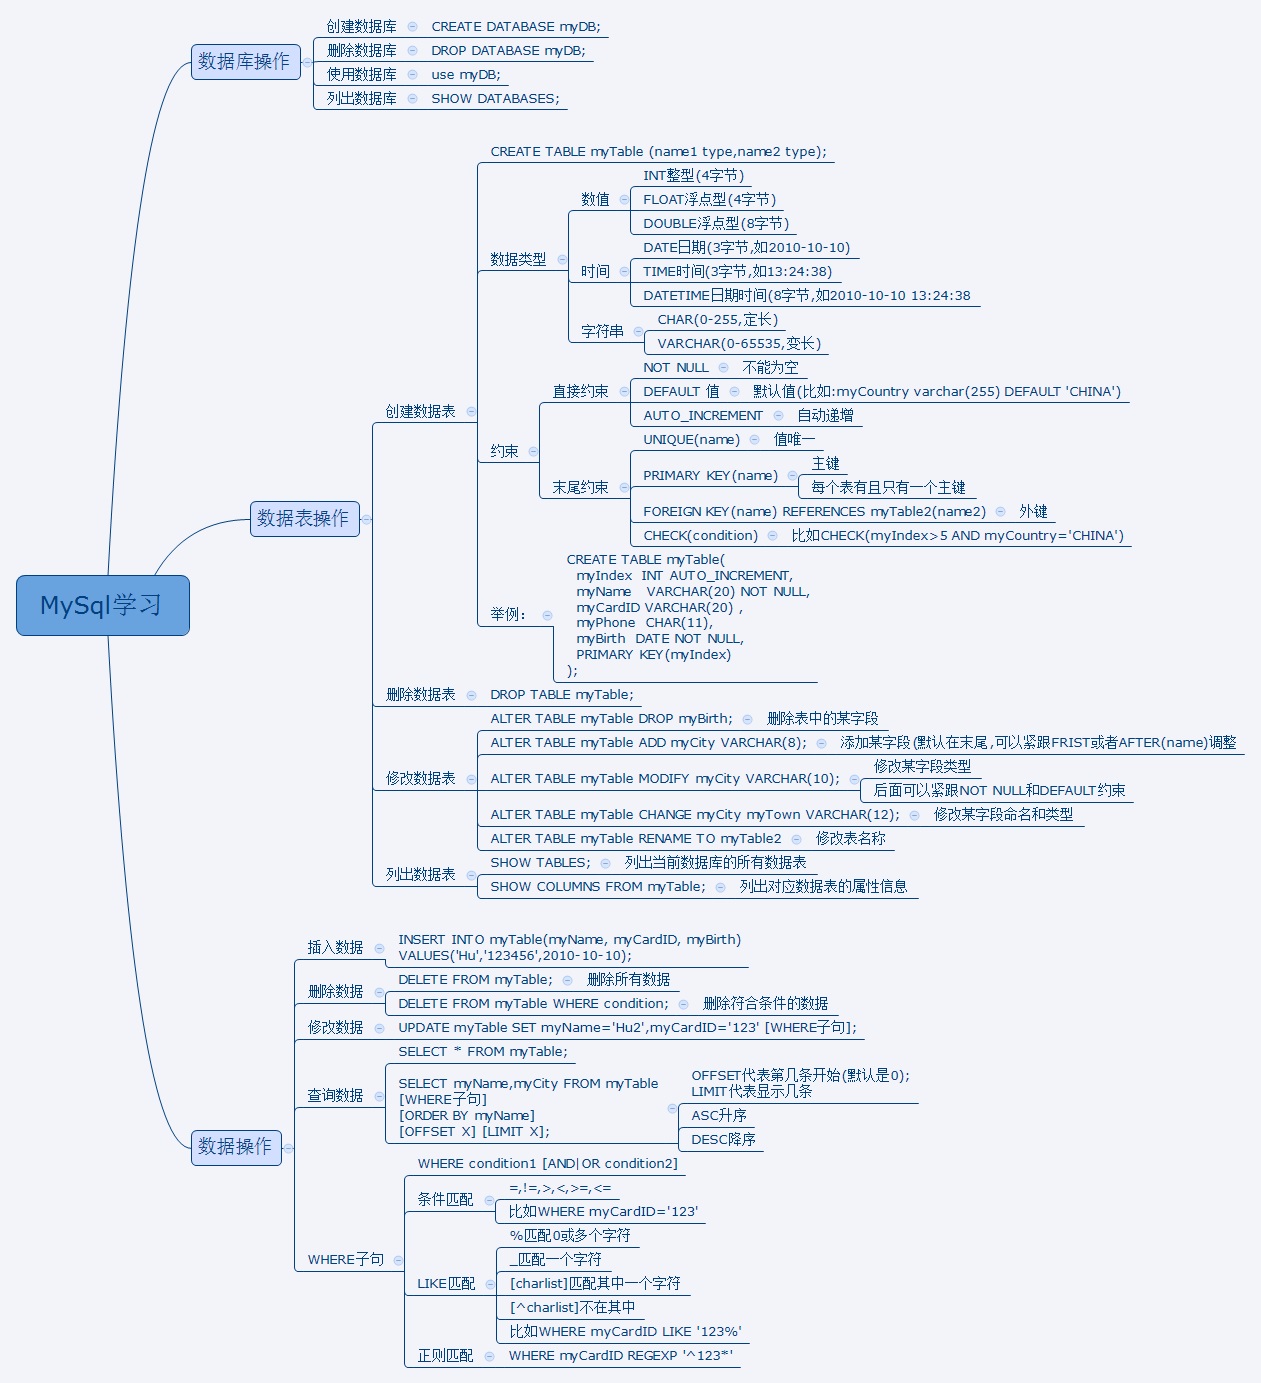 MySql学习
数据库操作
创建数据库 CREATE DATABASE myDB;
删除数据库 DROP DATABASE myDB;
使用数据库 use myDB;
列出数据库 SHOW DATABASES;
数据表操作
创建数据表
CREATE TABLE myTable (name1 type,name2 type);
数据类型
数值
INT整型(4字节)
FLOAT浮点型(4字节)
DOUBLE浮点型(8字节)
时间
DATE日期(3字节,如2010-10-10)
TIME时间(3字节,如13:24:38)
DATETIME日期时间(8字节,如2010-10-10 13:24:38
字符串
CHAR(0-255,定长)
VARCHAR(0-65535,变长)
约束
直接约束
NOT NULL 不能为空
DEFAULT 值 默认值(比如:myCountry varchar(255) DEFAULT 'CHINA')
AUTO_INCREMENT 自动递增
末尾约束
UNIQUE(name) 值唯一
PRIMARY KEY(name)
主键
每个表有且只有一个主键
FOREIGN KEY(name) REFERENCES myTable2(name2) 外键
CHECK(condition) 比如CHECK(myIndex>5 AND myCountry='CHINA')
举例：
CREATE TABLE myTable(
myIndex INT AUTO_INCREMENT,
myName VARCHAR(20) NOT NULL,
myCardID VARCHAR(20) ,
myPhone CHAR(11),
myBirth DATE NOT NULL,
PRIMARY KEY(myIndex)
);
删除数据表 DROP TABLE myTable;
修改数据表
ALTER TABLE myTable DROP myBirth; 删除表中的某字段
ALTER TABLE myTable ADD myCity VARCHAR(8); 添加某字段(默认在末尾,可以紧跟FRIST或者AFTER(name)调整
ALTER TABLE myTable MODIFY myCity VARCHAR(10);
修改某字段类型
后面可以紧跟NOT NULL和DEFAULT约束
ALTER TABLE myTable CHANGE myCity myTown VARCHAR(12); 修改某字段命名和类型
ALTER TABLE myTable RENAME TO myTable2 修改表名称
列出数据表
SHOW TABLES; 列出当前数据库的所有数据表
SHOW COLUMNS FROM myTable; 列出对应数据表的属性信息
数据操作
插入数据
INSERT INTO myTable(myName, myCardID, myBirth)
VALUES('Hu','123456',2010-10-10);
删除数据
DELETE FROM myTable; 删除所有数据
DELETE FROM myTable WHERE condition; 删除符合条件的数据
修改数据 UPDATE myTable SET myName='Hu2',myCardID='123' [WHERE子句];
查询数据
SELECT * FROM myTable;
SELECT myName,myCity FROM myTable
[WHERE子句]
[ORDER BY myName]
[OFFSET X] [LIMIT X];
OFFSET代表第几条开始(默认是0);
LIMIT代表显示几条
ASC升序
DESC降序
WHERE子句
WHERE condition1 [AND|OR condition2]
条件匹配
=,!=,>,<,>=,<=
比如WHERE myCardID='123'
LIKE匹配
%匹配0或多个字符
_匹配一个字符
[charlist]匹配其中一个字符
[^charlist]不在其中
比如WHERE myCardID LIKE '123%'
正则匹配 WHERE myCardID REGEXP '^123*'